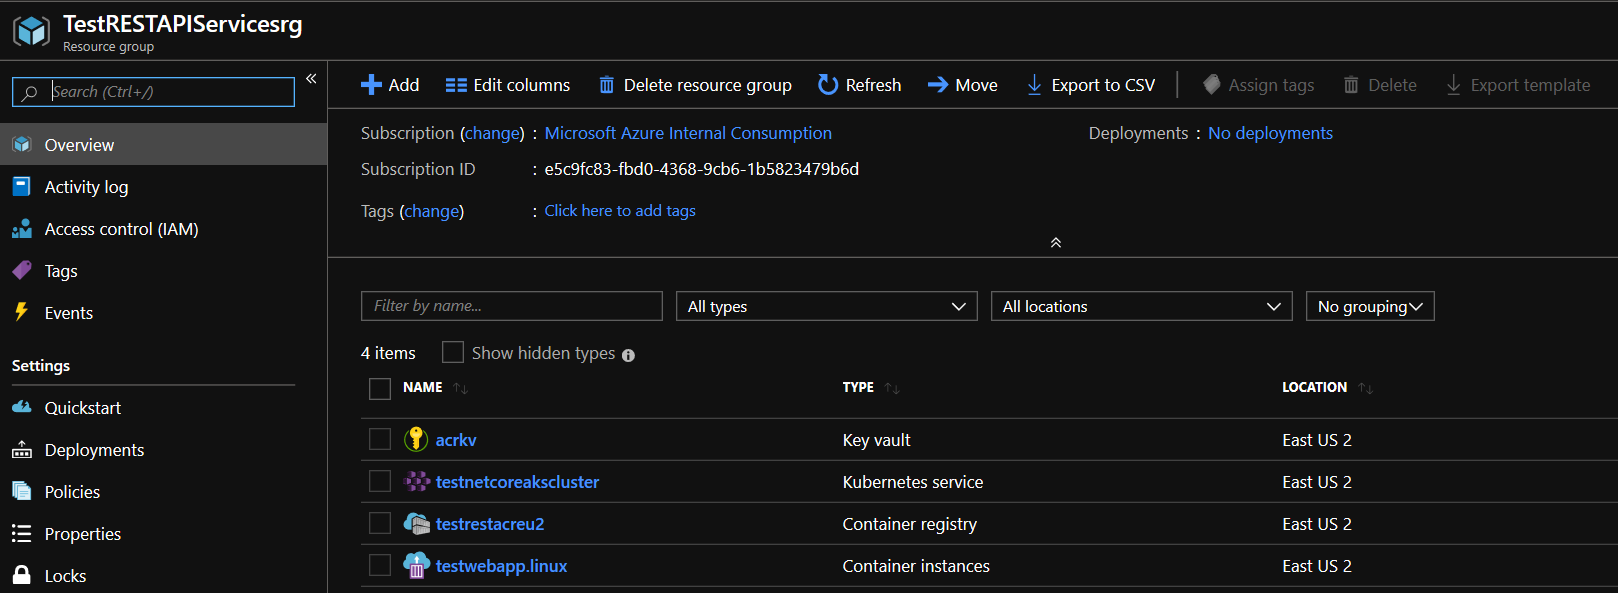 TestRESTAPIServicesrg
Resource group
Search (Ctrl+/)
Overview
Activity log
Access control (IAM)
Tags
Events
Settings
Quickstart
Deployments
Policies
Properties
Locks
Add Edit columns Delete resource group Refresh Move Export to CSV Assign tags Delete Export template
Subscription (change) : Microsoft Azure Internal Consumption Deployments : No deployments
Subscription ID : e5c9fc83-fbd0-4368-9cb6-1b5823479b6d
Tags (change) : Click here to add tags
Filter by name... All types All locations No grouping
4 items Show hidden types
NAME TYPE LOCATION
acrkv Key vault East US 2
testnetcoreakscluster Kubernetes service East US 2
testrestacreu2 Container registry East US 2
testwebapp.linux Container instances East US 2